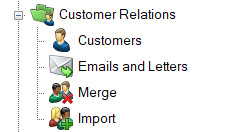 Customer Relations
Customers
Emails and Letters
Merge
Import